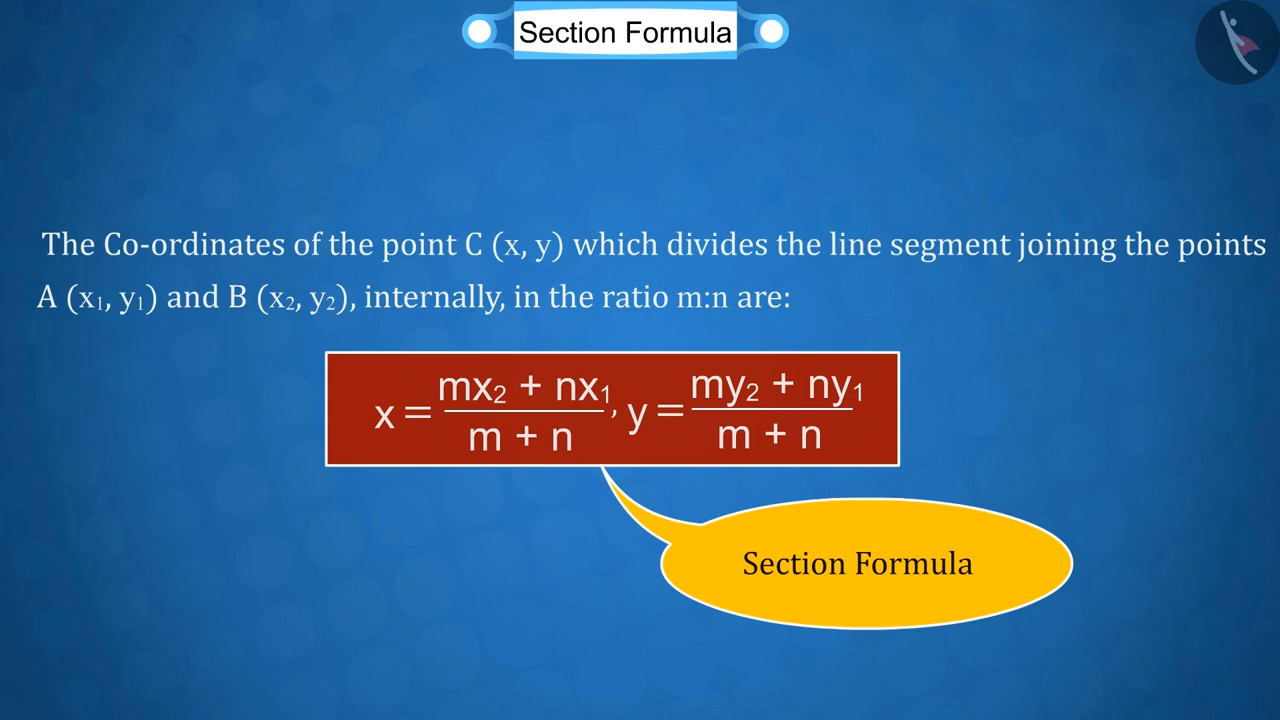 Section Formula
The Co-ordinates of the point C (x, y) which divides the line segment joining the points
A (x₁, y₁) and B (x₂, y₂), internally, in the ratio m:n are:
x = (mx₂ + nx₁)/(m + n), y = (my₂ + ny₁)/(m + n)
Section Formula